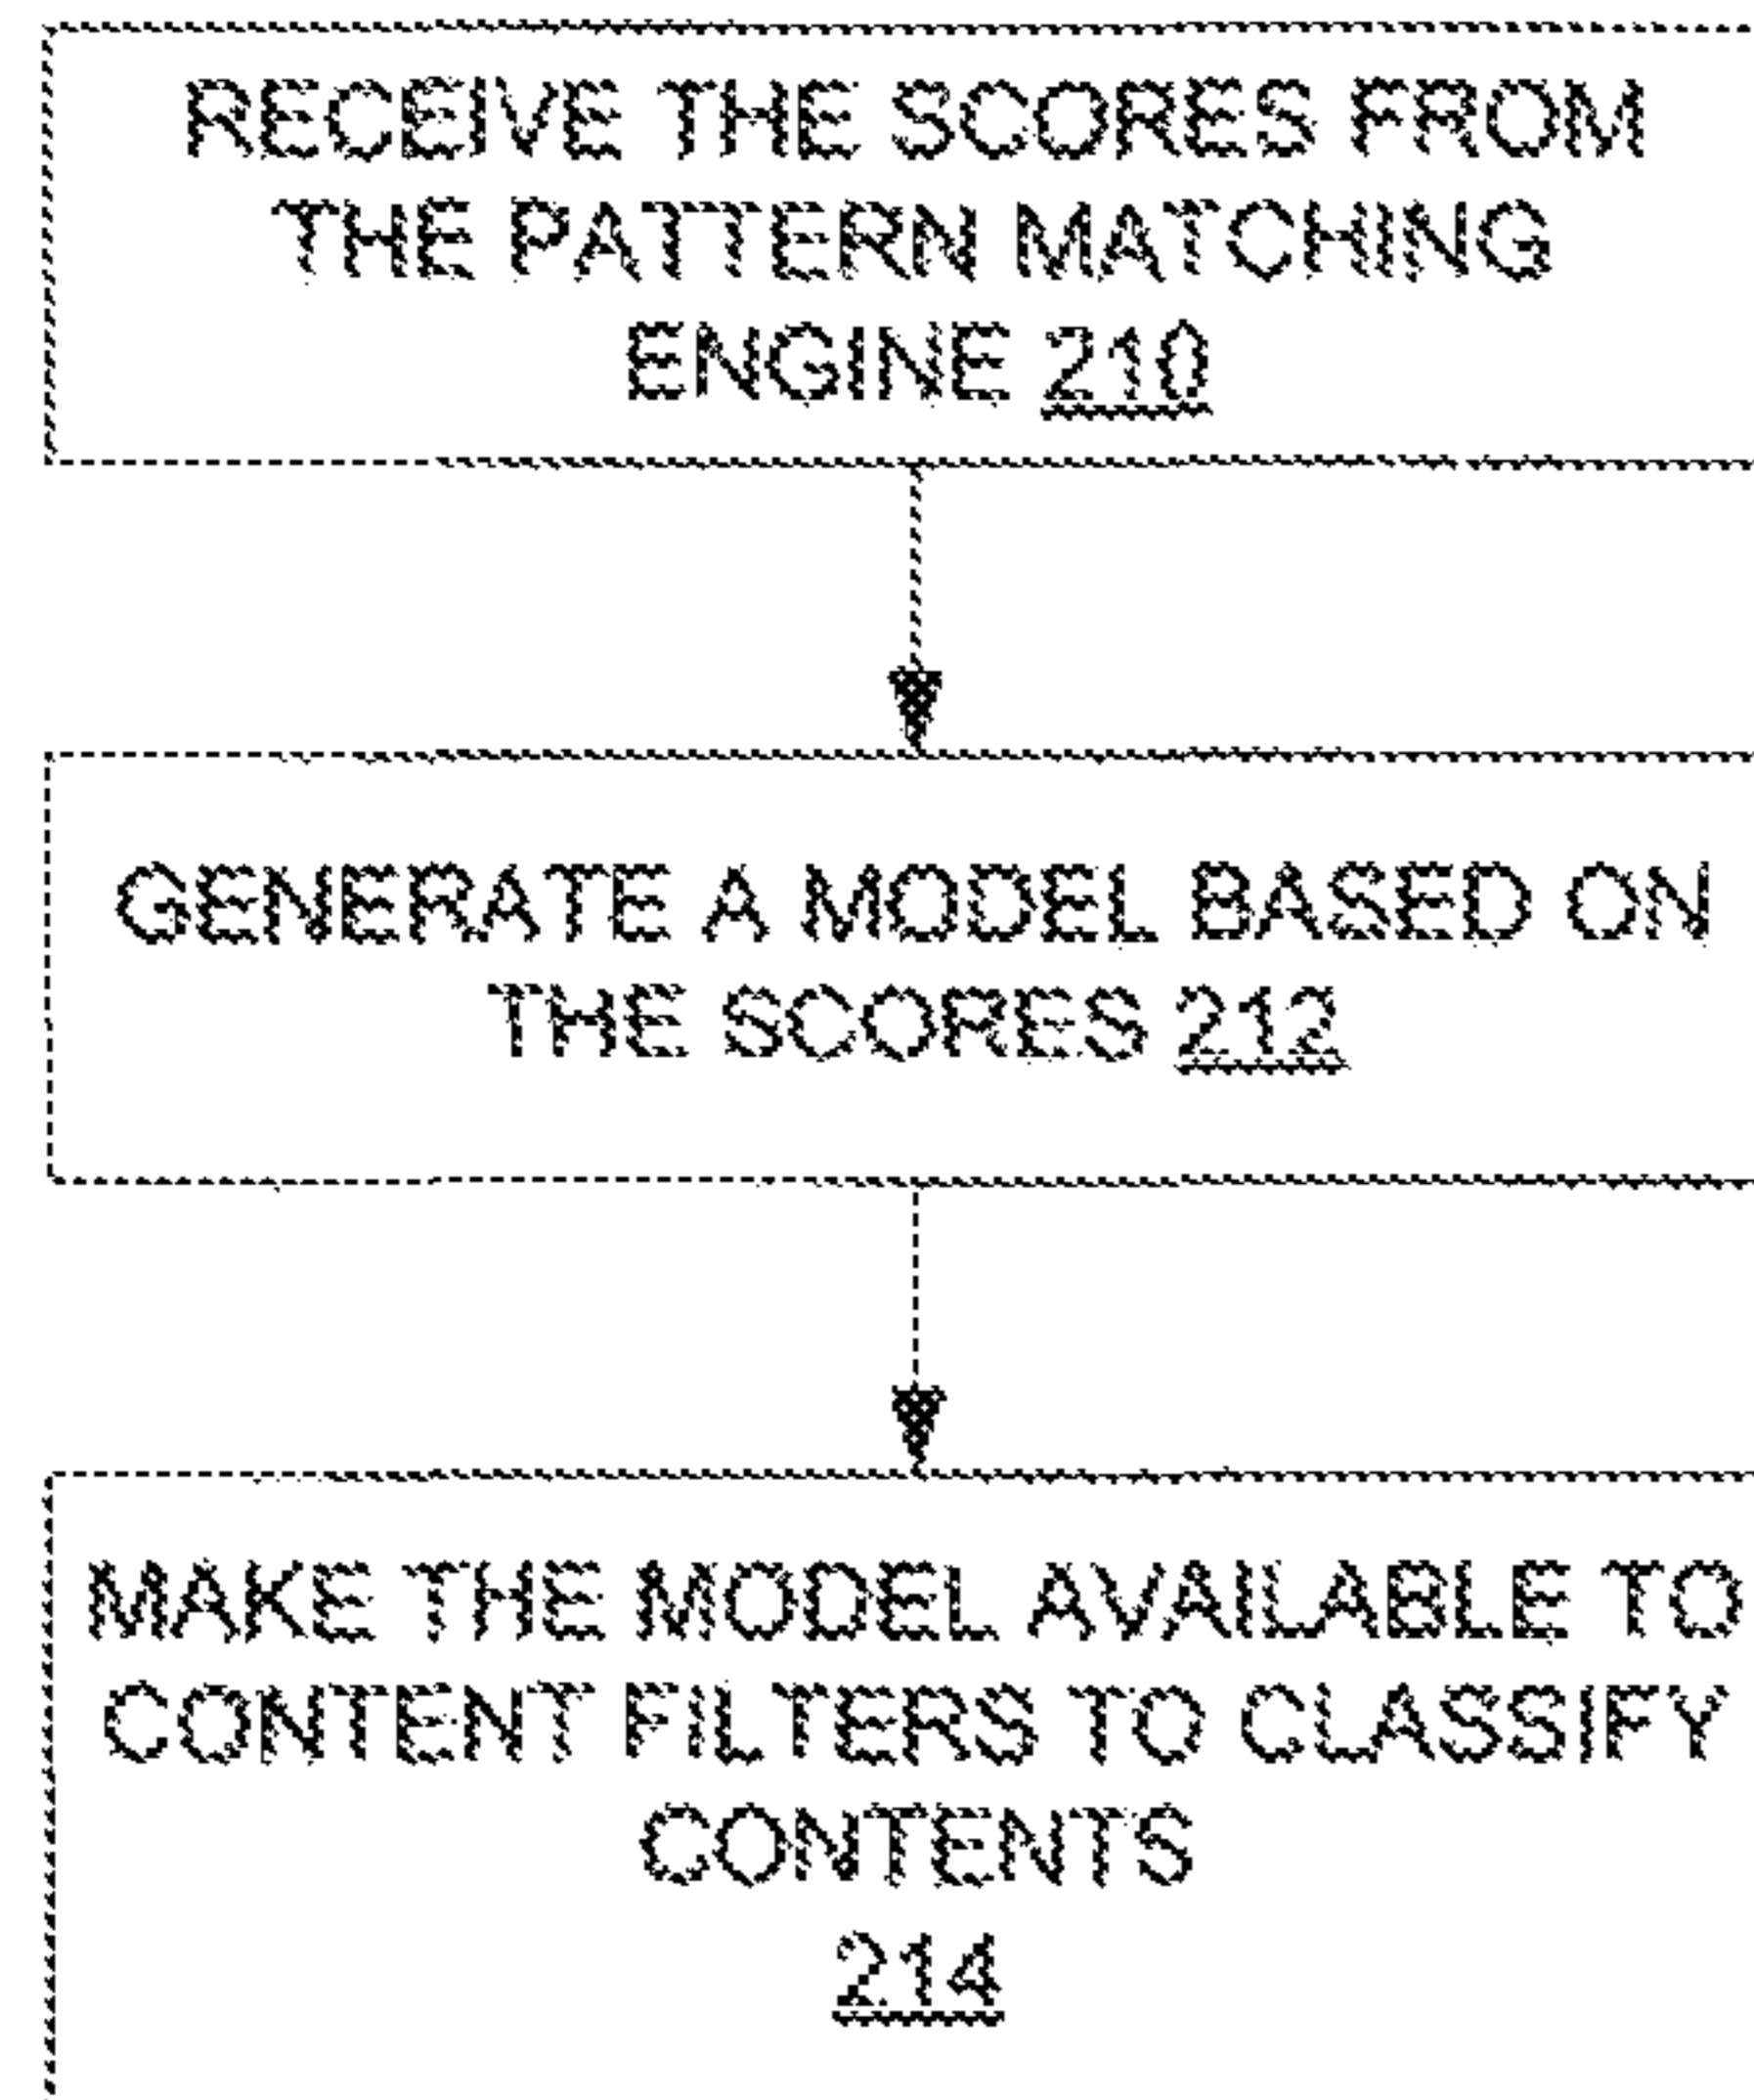 RECEIVE THE SCORES FROM
THE PATTERN MATCHING
ENGINE 210
GENERATE A MODEL BASED ON
THE SCORES 212
MAKE THE MODEL AVAILABLE TO
CONTENT FILTERS TO CLASSIFY
CONTENTS
214